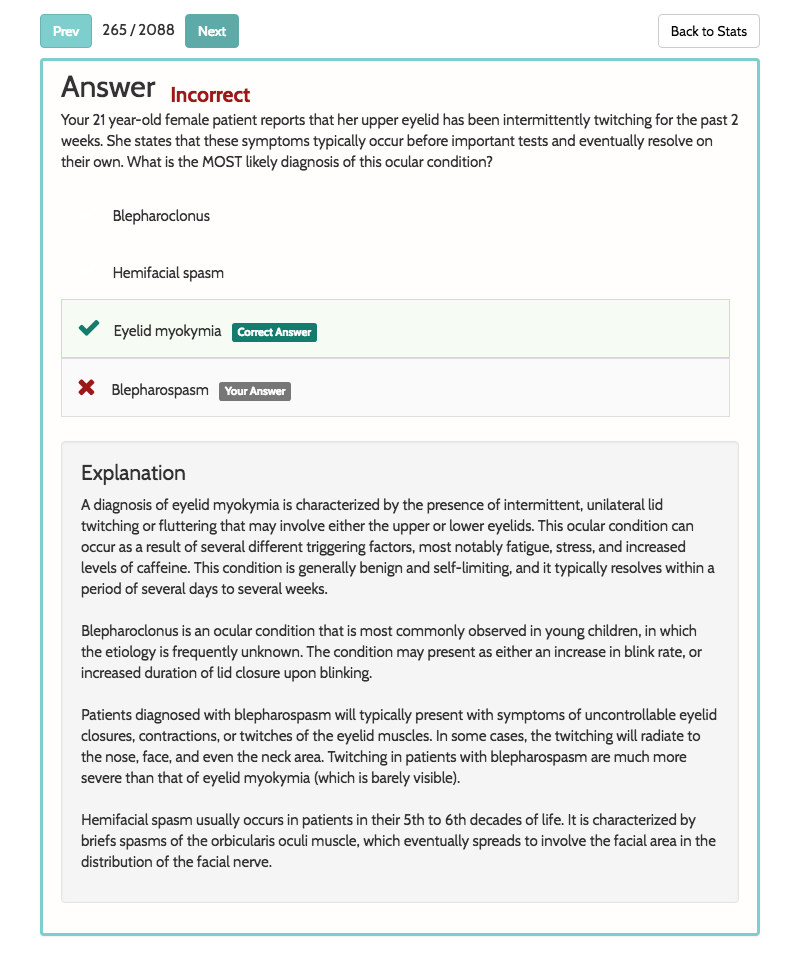 Prev 265 / 2088 Next Back to Stats
Answer Incorrect
Your 21 year-old female patient reports that her upper eyelid has been intermittently twitching for the past 2
weeks. She states that these symptoms typically occur before important tests and eventually resolve on
their own. What is the MOST likely diagnosis of this ocular condition?
Blepharoclonus
Hemifacial spasm
Eyelid myokymia Correct Answer
Blepharospasm Your Answer
Explanation
A diagnosis of eyelid myokymia is characterized by the presence of intermittent, unilateral lid
twitching or fluttering that may involve either the upper or lower eyelids. This ocular condition can
occur as a result of several different triggering factors, most notably fatigue, stress, and increased
levels of caffeine. This condition is generally benign and self-limiting, and it typically resolves within a
period of several days to several weeks.
Blepharoclonus is an ocular condition that is most commonly observed in young children, in which
the etiology is frequently unknown. The condition may present as either an increase in blink rate, or
increased duration of lid closure upon blinking.
Patients diagnosed with blepharospasm will typically present with symptoms of uncontrollable eyelid
closures, contractions, or twitches of the eyelid muscles. In some cases, the twitching will radiate to
the nose, face, and even the neck area. Twitching in patients with blepharospasm are much more
severe than that of eyelid myokymia (which is barely visible).
Hemifacial spasm usually occurs in patients in their 5th to 6th decades of life. It is characterized by
briefs spasms of the orbicularis oculi muscle, which eventually spreads to involve the facial area in the
distribution of the facial nerve.